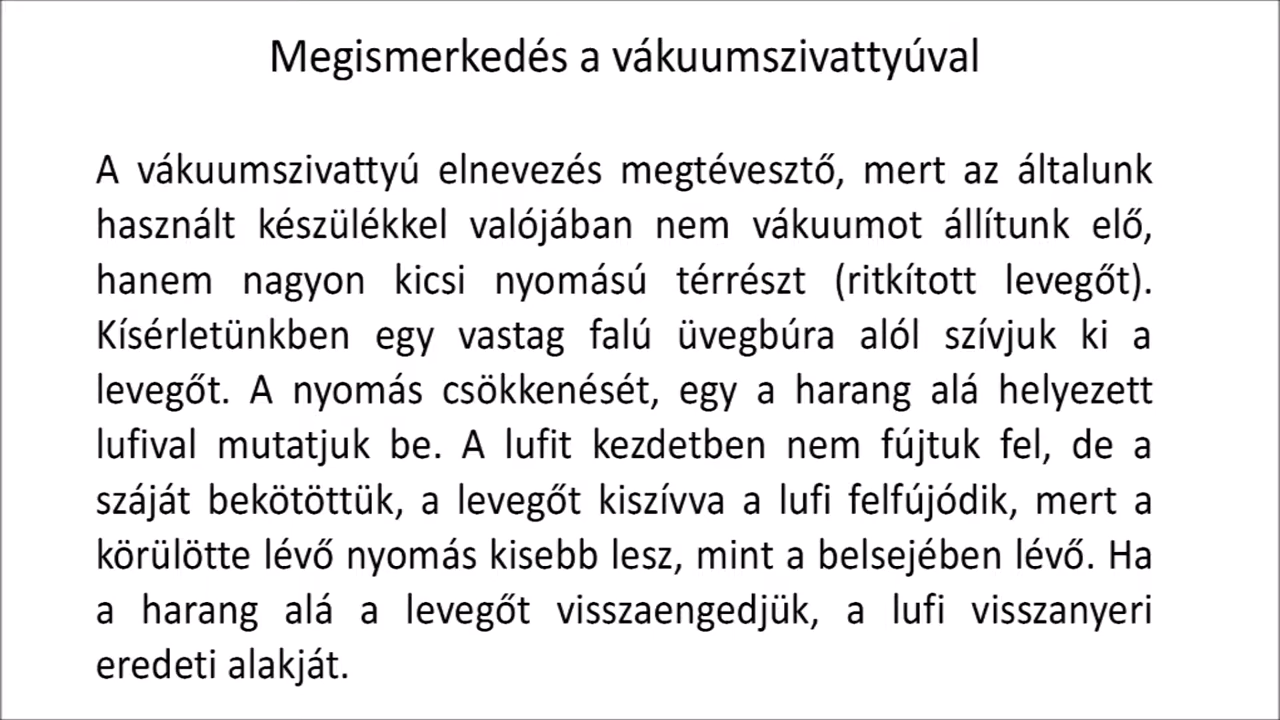 Megismerkedés a vákuumszivattyúval
A vákuumszivattyú elnevezés megtévesztő, mert az általunk
használt készülékkel valójában nem vákuumot állítunk elő,
hanem nagyon kicsi nyomású térrészt (ritkított levegőt).
Kísérletünkben egy vastag falú üvegbúra alól szívjuk ki a
levegőt. A nyomás csökkenését, egy a harang alá helyezett
lufival mutatjuk be. A lufit kezdetben nem fújtuk fel, de a
száját bekötöttük, a levegőt kiszívva a lufi felfújódik, mert a
körülötte lévő nyomás kisebb lesz, mint a belsejében lévő. Ha
a harang alá a levegőt visszaengedjük, a lufi visszanyeri
eredeti alakját.